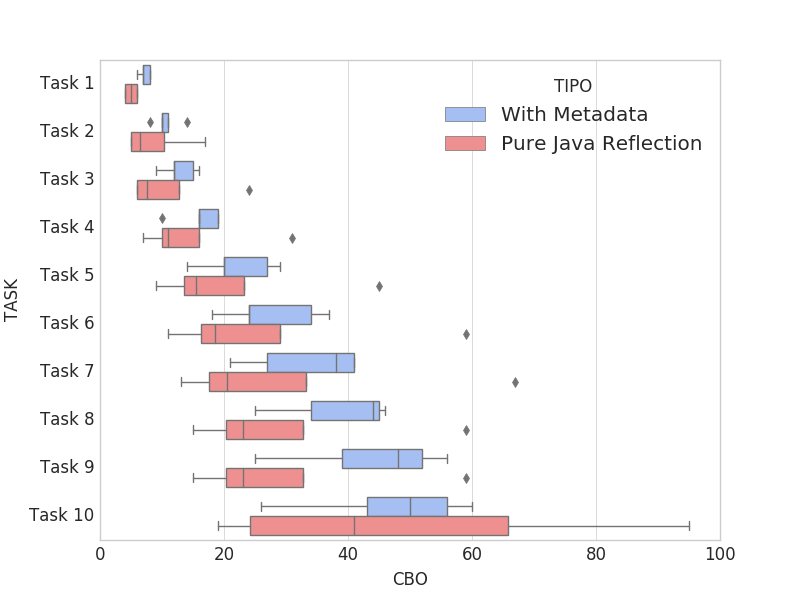 TIPO
With Metadata
Pure Java Reflection
TASK
Task 1
Task 2
Task 3
Task 4
Task 5
Task 6
Task 7
Task 8
Task 9
Task 10
0 20 40 60 80 100
CBO